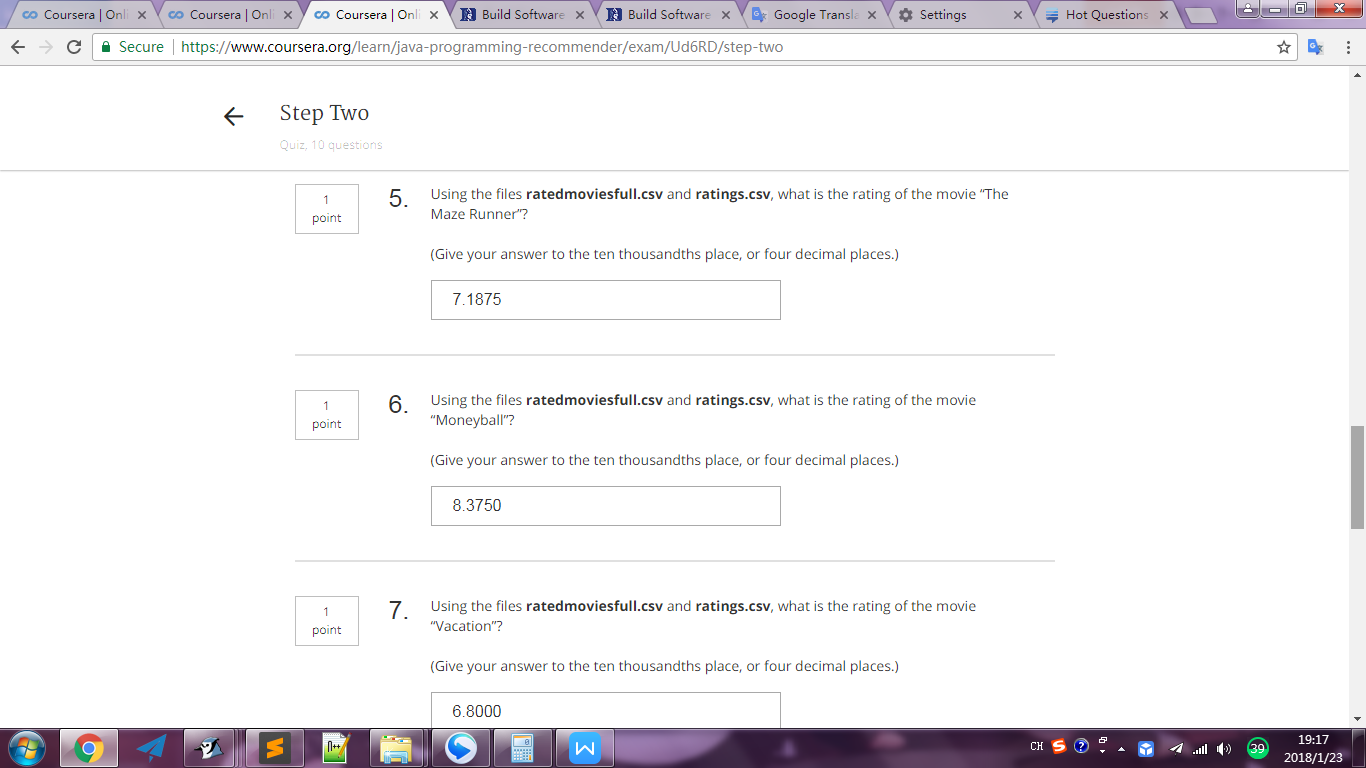 Coursera | Onli
Coursera | Onli
Coursera | Onli
Build Software
Build Software
Google Transla
Settings
Hot Questions
Secure
https://www.coursera.org/learn/java-programming-recommender/exam/Ud6RD/step-two
Step Two
Quiz, 10 questions
1
point
5.
Using the files ratedmoviesfull.csv and ratings.csv, what is the rating of the movie “The
Maze Runner”?
(Give your answer to the ten thousandths place, or four decimal places.)
7.1875
1
point
6.
Using the files ratedmoviesfull.csv and ratings.csv, what is the rating of the movie
“Moneyball”?
(Give your answer to the ten thousandths place, or four decimal places.)
8.3750
1
point
7.
Using the files ratedmoviesfull.csv and ratings.csv, what is the rating of the movie
“Vacation”?
(Give your answer to the ten thousandths place, or four decimal places.)
6.8000
CH
39
19:17
2018/1/23